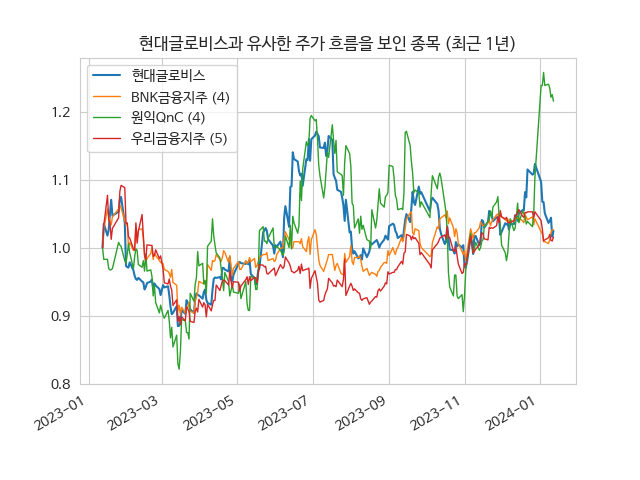 현대글로비스과 유사한 주가 흐름을 보인 종목 (최근 1년)
현대글로비스
BNK금융지주 (4)
원익QnC (4)
우리금융지주 (5)
1.2
1.1
1.0
0.9
0.8
2023-01
2023-03
2023-05
2023-07
2023-09
2023-11
2024-01